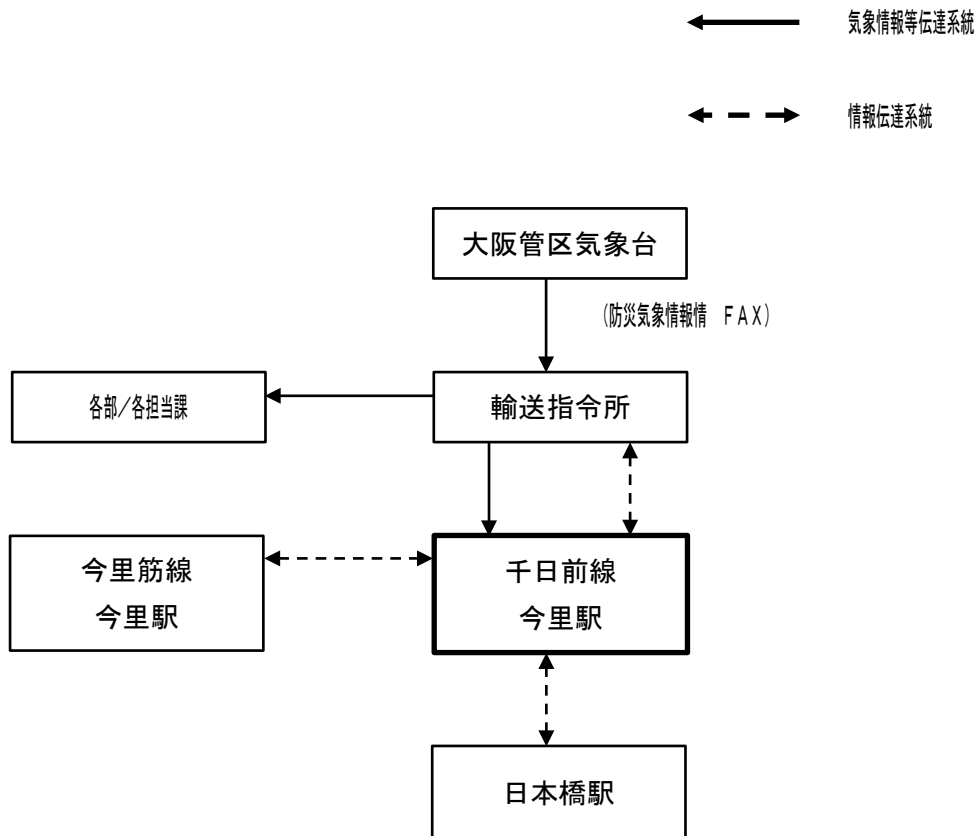 気象情報等伝達系統
情報伝達系統
大阪管区気象台
（防災気象情報情　ＦＡＸ）
各部／各担当課
輸送指令所
今里筋線
今里駅
千日前線
今里駅
日本橋駅